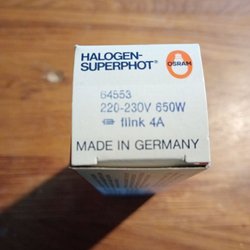 HALOGEN-
SUPERPHOT®
OSRAM
64553
220-230V 650W
flink 4A
MADE IN GERMANY